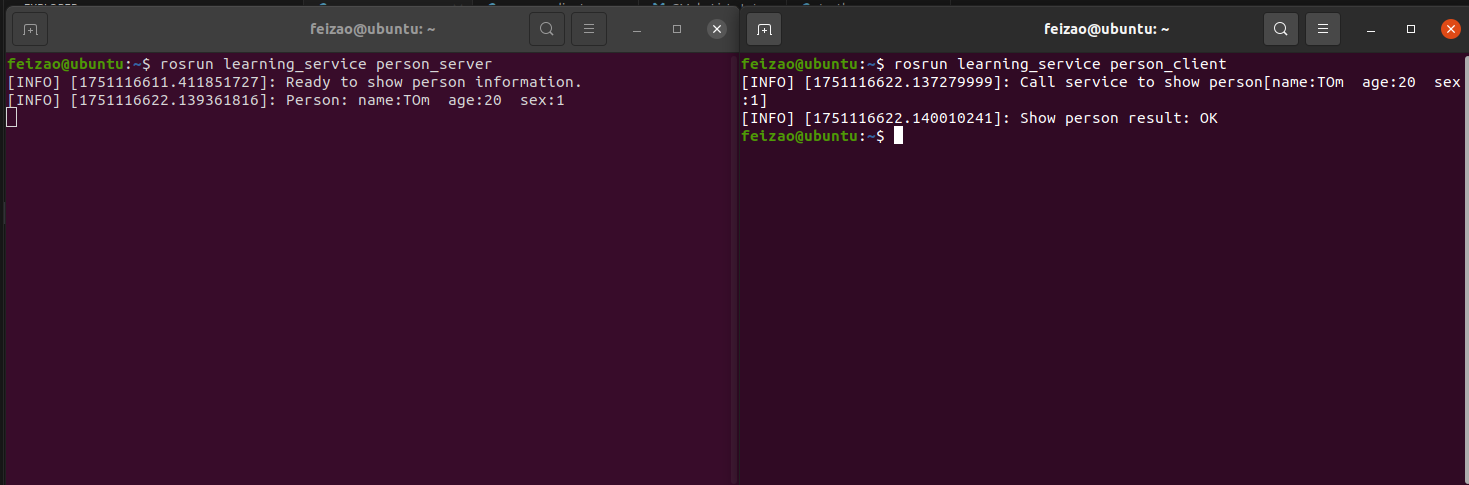 feizao@ubuntu: ~
feizao@ubuntu:~$ rosrun learning_service person_server
[INFO] [1751116611.411851727]: Ready to show person information.
[INFO] [1751116622.139361816]: Person: name:TOm  age:20  sex:1
feizao@ubuntu: ~
feizao@ubuntu:~$ rosrun learning_service person_client
[INFO] [1751116622.137279999]: Call service to show person[name:TOm  age:20  sex
:1]
[INFO] [1751116622.140010241]: Show person result: OK
feizao@ubuntu:~$